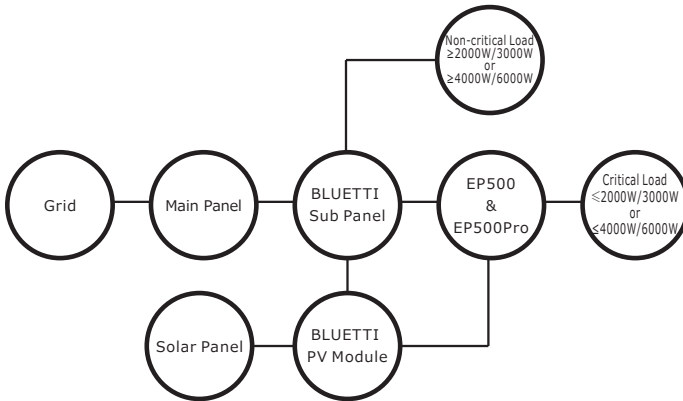 Non-critical Load
≥2000W/3000W
or
≥4000W/6000W
Grid
Main Panel
BLUETTI
Sub Panel
EP500
&
EP500Pro
Critical Load
≤2000W/3000W
or
≤4000W/6000W
Solar Panel
BLUETTI
PV Module